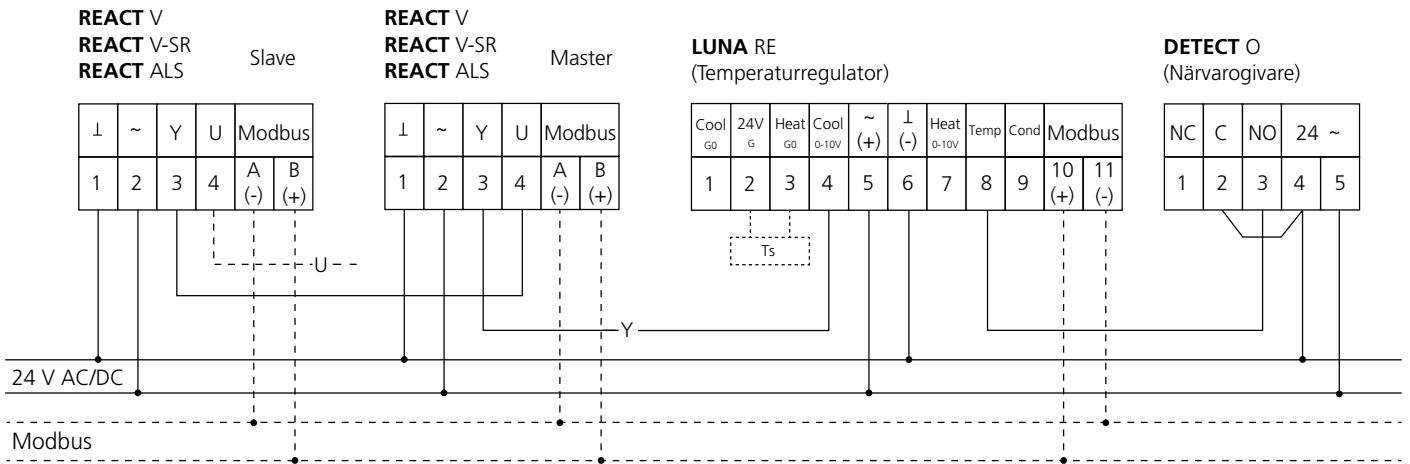 REACT V
REACT V-SR
REACT ALS
Slave
⊥ ~ Y U Modbus
1 2 3 4 A (-) B (+)
REACT V
REACT V-SR
REACT ALS
Master
⊥ ~ Y U Modbus
1 2 3 4 A (-) B (+)
LUNA RE
(Temperaturregulator)
Cool G0 24V G Heat G0 Cool 0-10V ~ (+) ⊥ (-) Heat 0-10V Temp Cond Modbus
1 2 3 4 5 6 7 8 9 10 (+) 11 (-)
DETECT O
(Närvarogivare)
NC C NO 24 ~
1 2 3 4 5
Ts
U
Y
24 V AC/DC
Modbus